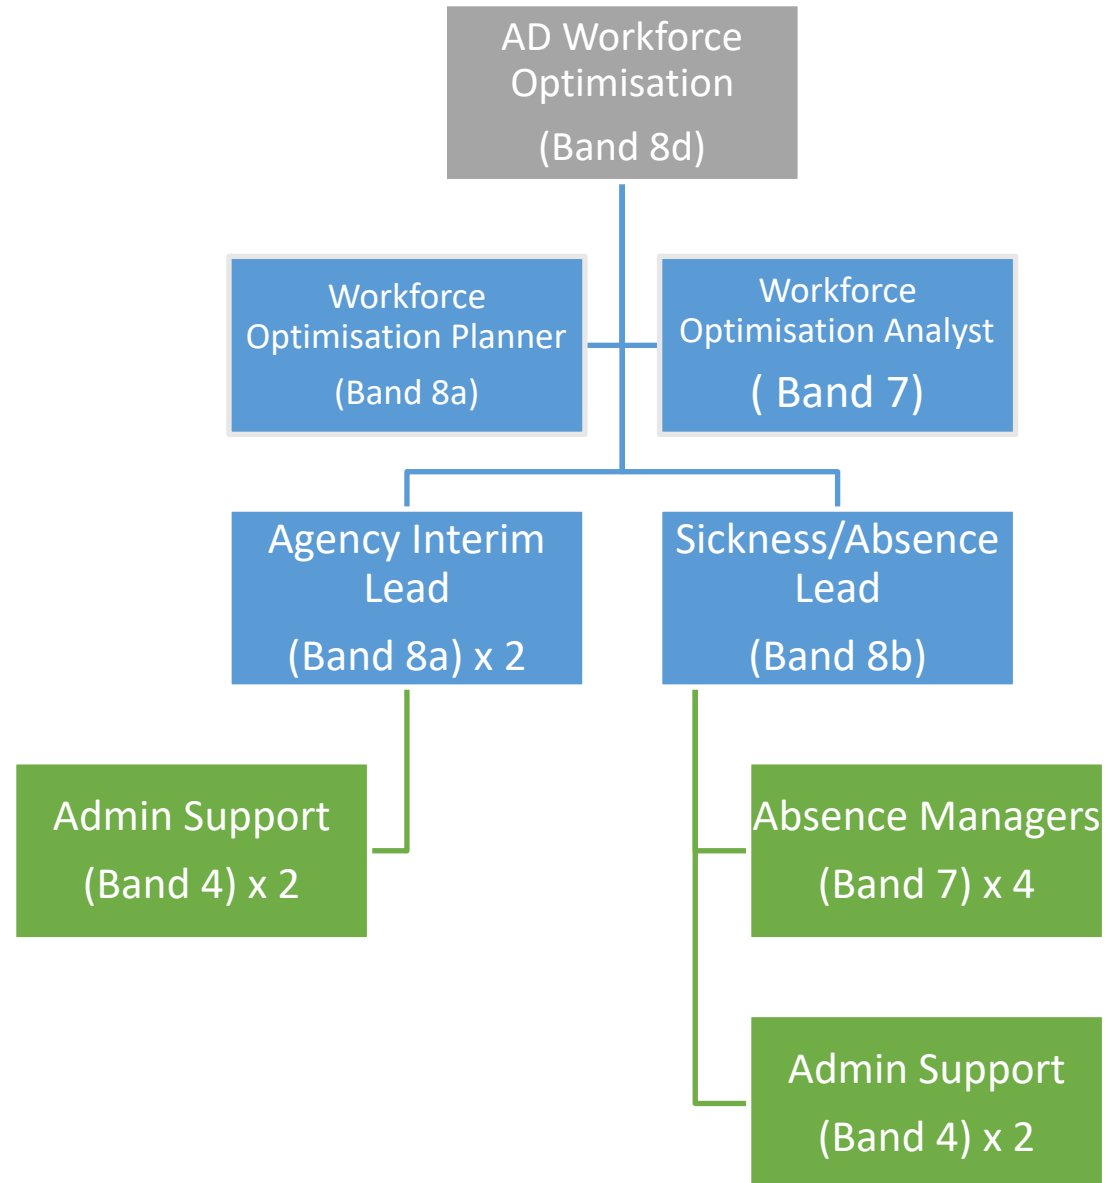 AD Workforce
Optimisation
(Band 8d)
Workforce
Optimisation Planner
(Band 8a)
Workforce
Optimisation Analyst
( Band 7)
Agency Interim
Lead
(Band 8a) x 2
Sickness/Absence
Lead
(Band 8b)
Admin Support
(Band 4) x 2
Absence Managers
(Band 7) x 4
Admin Support
(Band 4) x 2